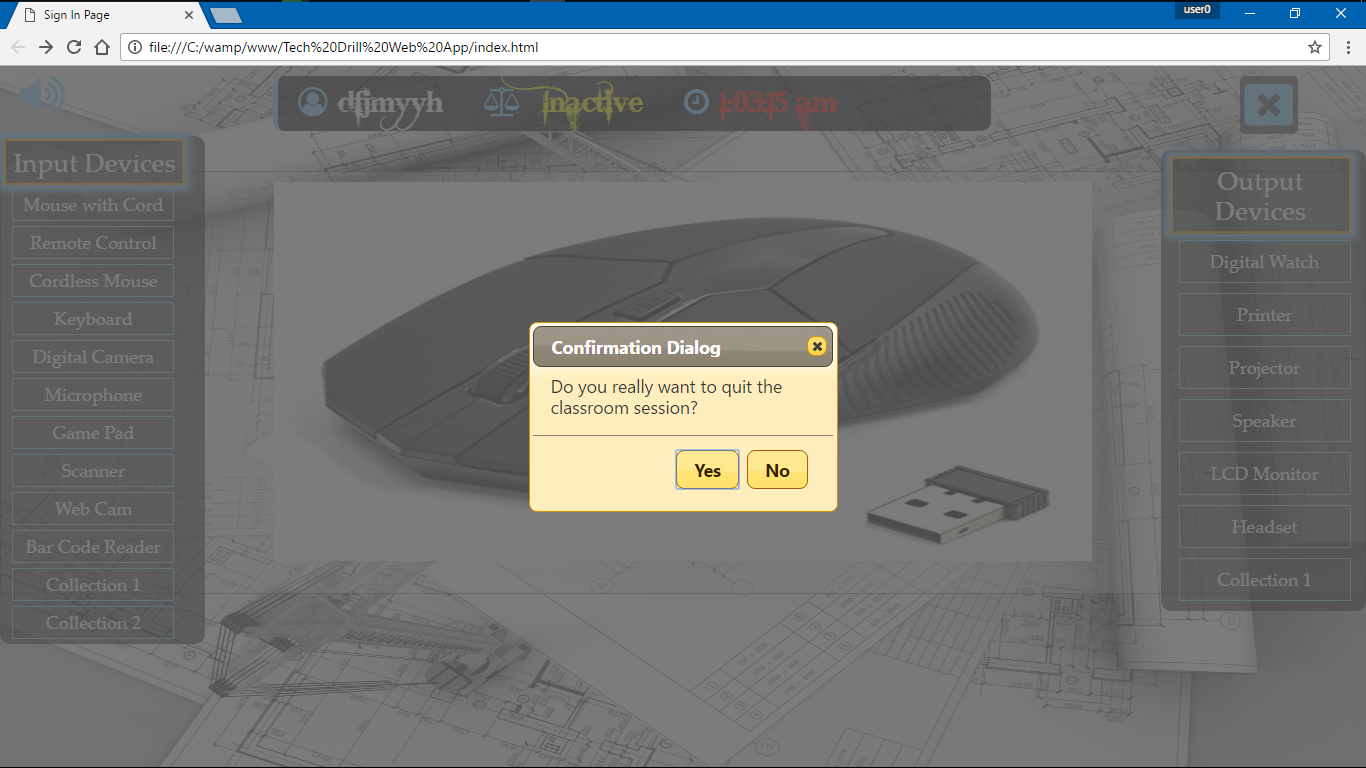 Sign In Page
user0
file:///C:/wamp/www/Tech%20Drill%20Web%20App/index.html
dfjmyyh
Inactive
1:03:15 am
Input Devices
Mouse with Cord
Remote Control
Cordless Mouse
Keyboard
Digital Camera
Microphone
Game Pad
Scanner
Web Cam
Bar Code Reader
Collection 1
Collection 2
Confirmation Dialog
Do you really want to quit the
classroom session?
Yes
No
Output
Devices
Digital Watch
Printer
Projector
Speaker
LCD Monitor
Headset
Collection 1